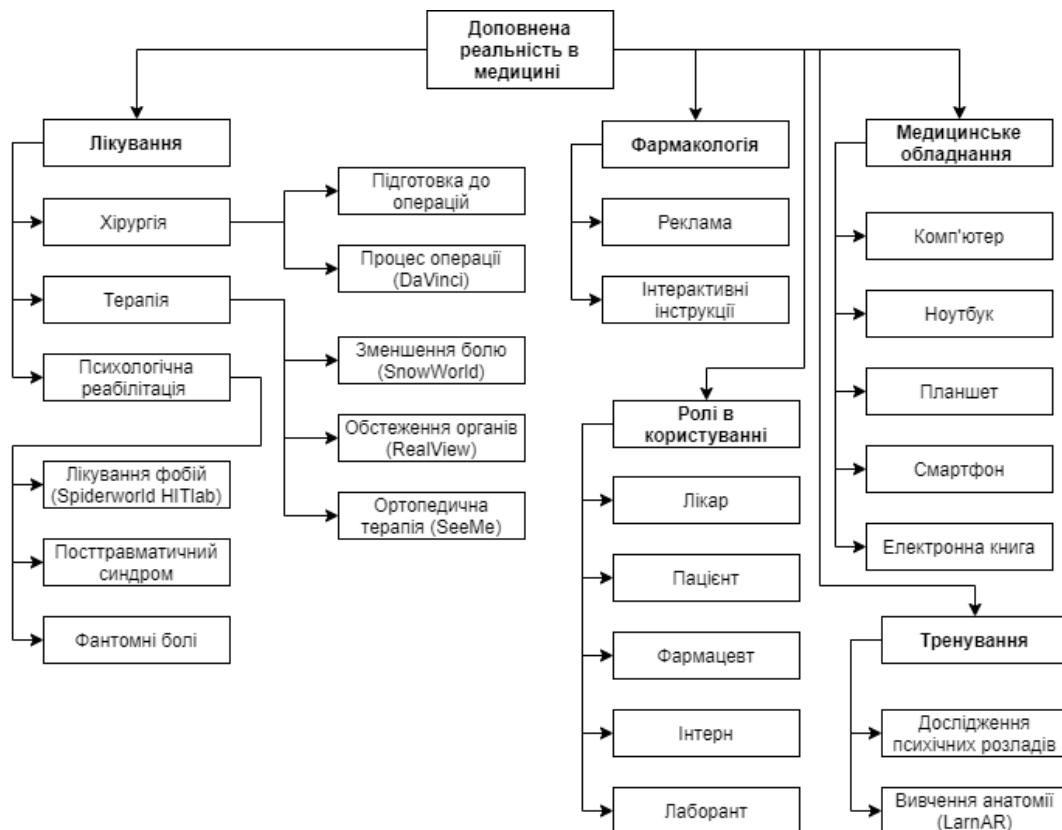 Доповнена
реальність в
медицині
Лікування
Хірургія
Підготовка до
операцій
Процес операції
(DaVinci)
Терапія
Зменшення болю
(SnowWorld)
Обстеження органів
(RealView)
Ортопедична
терапія (SeeMe)
Психологічна
реабілітація
Лікування фобій
(Spiderworld HITlab)
Посттравматичний
синдром
Фантомні болі
Фармакологія
Реклама
Інтерактивні
інструкції
Ролі в
користуванні
Лікар
Пацієнт
Фармацевт
Інтерн
Лаборант
Медицинське
обладнання
Комп'ютер
Ноутбук
Планшет
Смартфон
Електронна книга
Тренування
Дослідження
психічних розладів
Вивчення анатомії
(LarnAR)